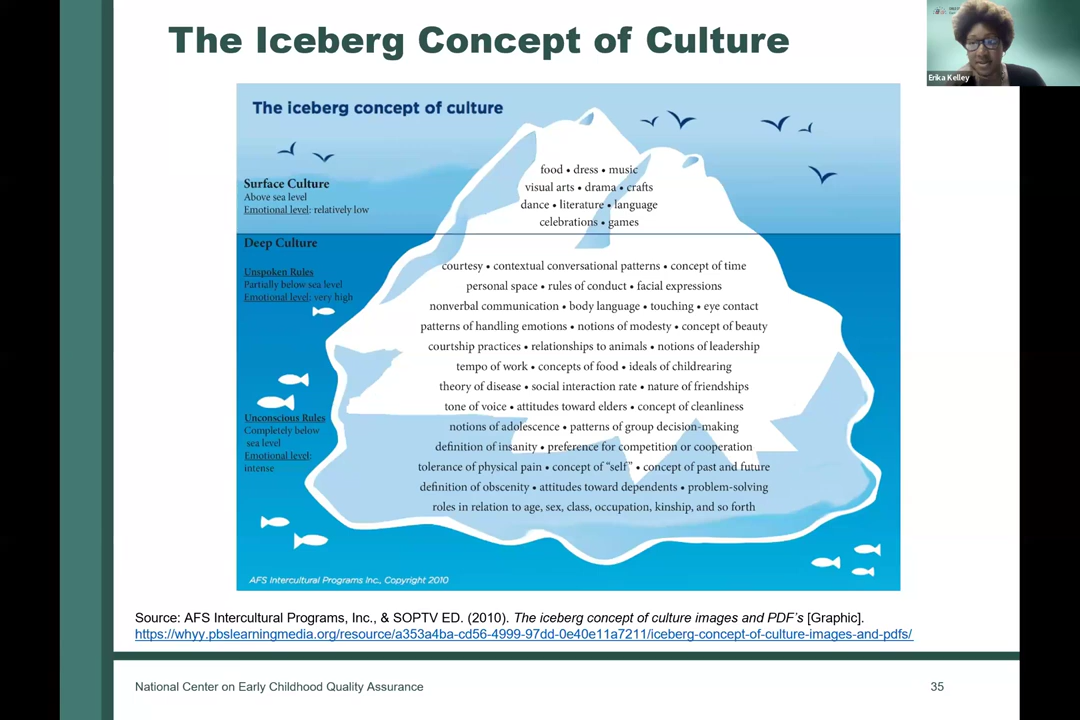 The Iceberg Concept of Culture
Erika Kelley
The iceberg concept of culture
food • dress • music
visual arts • drama • crafts
dance • literature • language
celebrations • games
Surface Culture
Above sea level
Emotional level: relatively low
Deep Culture
Unspoken Rules
Partially below sea level
Emotional level: very high
courtesy • contextual conversational patterns • concept of time
personal space • rules of conduct • facial expressions
nonverbal communication • body language • touching • eye contact
patterns of handling emotions • notions of modesty • concept of beauty
courtship practices • relationships to animals • notions of leadership
tempo of work • concepts of food • ideals of childrearing
theory of disease • social interaction rate • nature of friendships
tone of voice • attitudes toward elders • concept of cleanliness
notions of adolescence • patterns of group decision-making
definition of insanity • preference for competition or cooperation
tolerance of physical pain • concept of "self" • concept of past and future
definition of obscenity • attitudes toward dependents • problem-solving
roles in relation to age, sex, class, occupation, kinship, and so forth
Unconscious Rules
Completely below
sea level
Emotional level:
intense
AFS Intercultural Programs Inc., Copyright 2010
Source: AFS Intercultural Programs, Inc., & SOPTV ED. (2010). The iceberg concept of culture images and PDF's [Graphic].
https://whyy.pbslearningmedia.org/resource/a353a4ba-cd56-4999-97dd-0e40e11a7211/iceberg-concept-of-culture-images-and-pdfs/
National Center on Early Childhood Quality Assurance
35